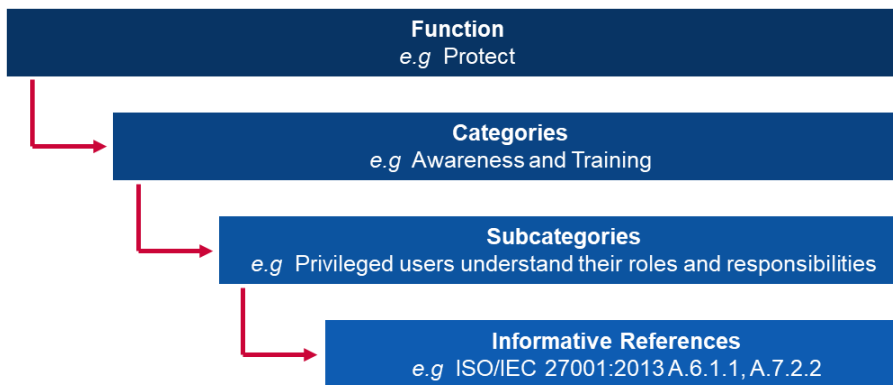 Function
e.g Protect
Categories
e.g Awareness and Training
Subcategories
e.g Privileged users understand their roles and responsibilities
Informative References
e.g ISO/IEC 27001:2013 A.6.1.1, A.7.2.2